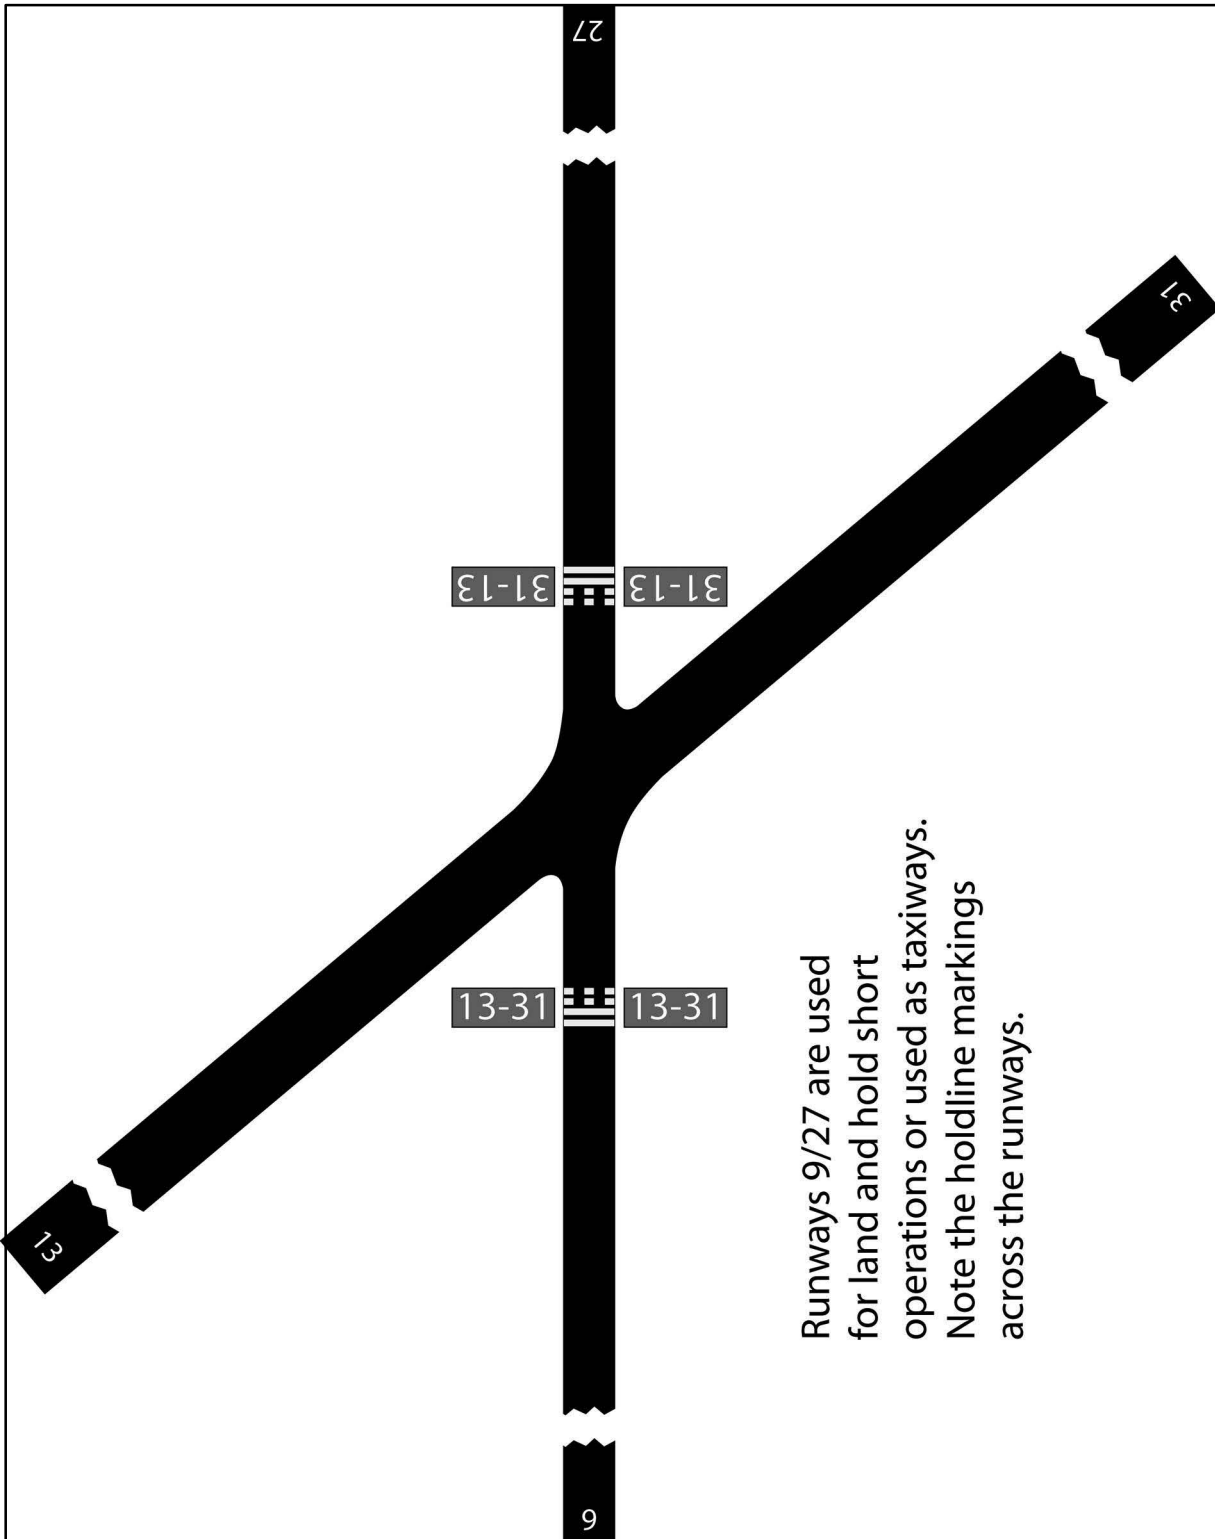 27
31
31-13
31-13
13-31
13-31
13
9
Runways 9/27 are used
for land and hold short
operations or used as taxiways.
Note the holdline markings
across the runways.